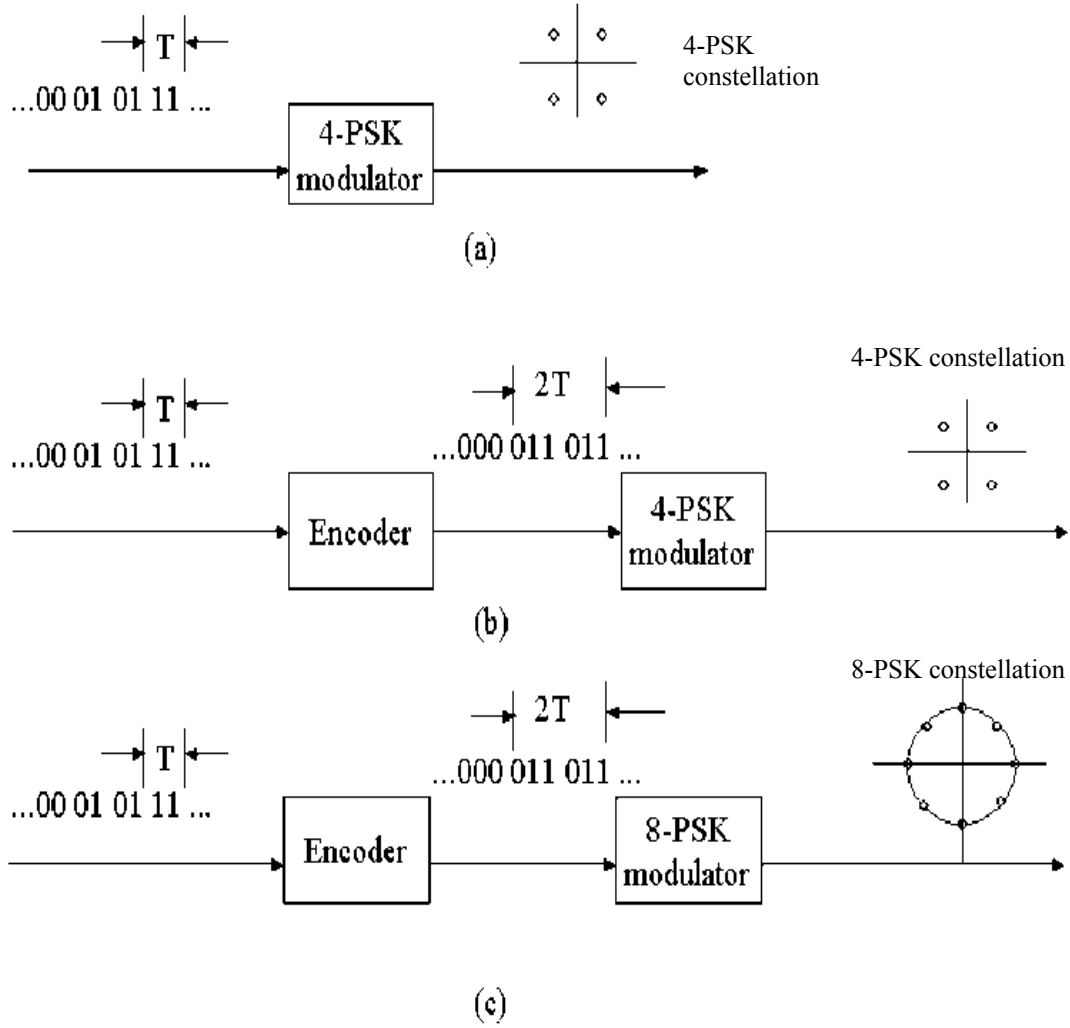 T
...00 01 01 11 ...
4-PSK
modulator
4-PSK
constellation
(a)
T
...00 01 01 11 ...
Encoder
2T
...000 011 011 ...
4-PSK
modulator
4-PSK constellation
(b)
T
...00 01 01 11 ...
Encoder
2T
...000 011 011 ...
8-PSK
modulator
8-PSK constellation
(c)